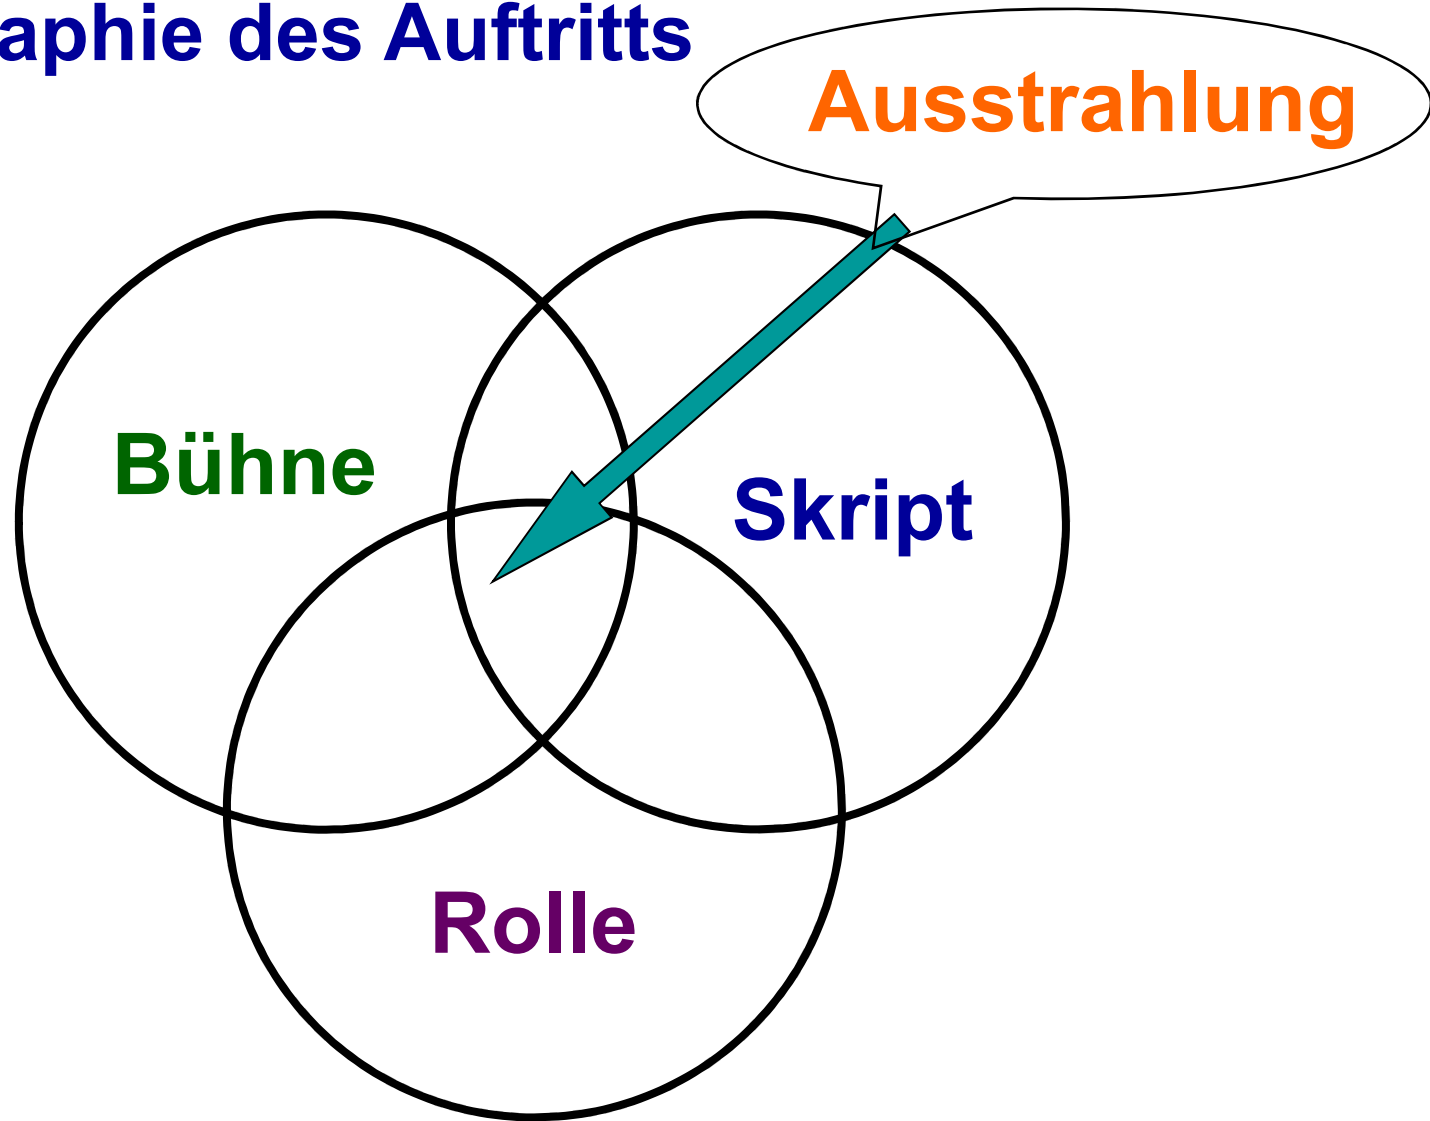 aphie des Auftritts
Ausstrahlung
Bühne
Skript
Rolle